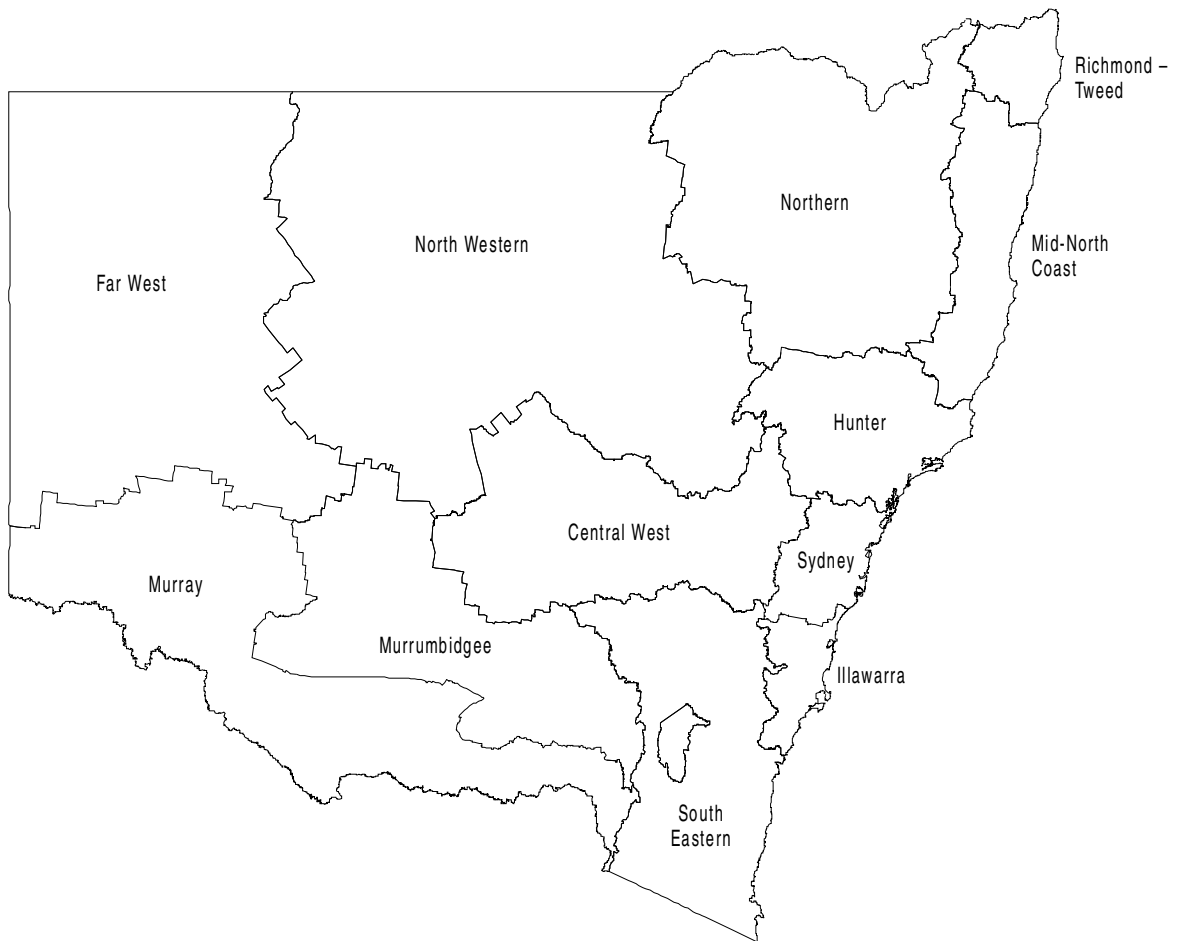 Richmond –
Tweed
Northern
North Western
Mid-North
Coast
Far West
Hunter
Central West
Sydney
Murray
Murrumbidgee
Illawarra
South
Eastern